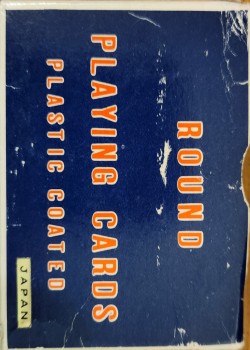 ROUND
PLAYING CARDS
PLASTIC COATED
JAPAN